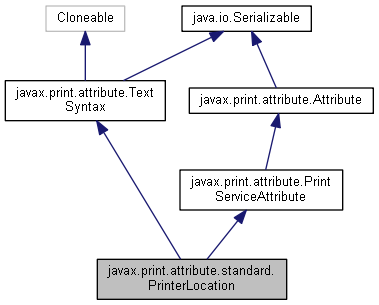 Cloneable
java.io.Serializable
javax.print.attribute.Text
Syntax
javax.print.attribute.Attribute
javax.print.attribute.Print
ServiceAttribute
javax.print.attribute.standard.
PrinterLocation